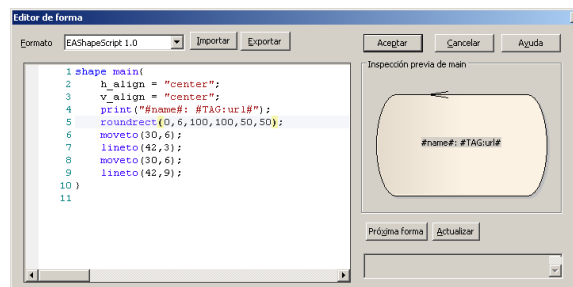 Editor de forma
Formato EAShapeScript 1.0 Importar Exportar Aceptar Cancelar Ayuda
Inspección previa de main
1 shape main{
2 h_align = "center";
3 v_align = "center";
4 print("#name#: #TAG:url#");
5 roundrect(0,6,100,100,50,50);
6 moveto(30,6);
7 lineto(42,3);
8 moveto(30,6);
9 lineto(42,9);
10 }
11
#name#: #TAG:url#
Próxima forma Actualizar